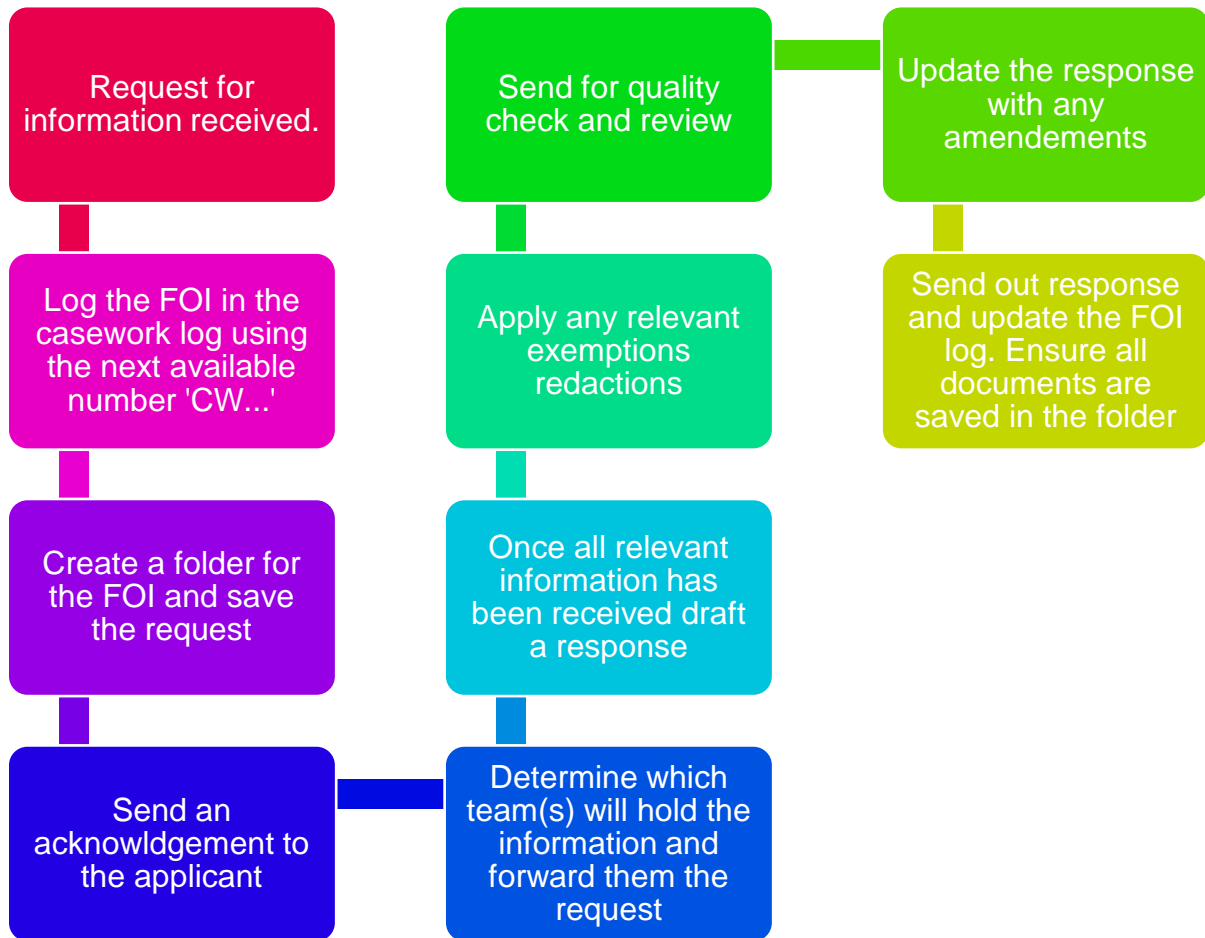 Request for
information received.
Log the FOI in the
casework log using
the next available
number 'CW...'
Create a folder for
the FOI and save
the request
Send an
acknowldgement to
the applicant
Determine which
team(s) will hold the
information and
forward them the
request
Once all relevant
information has
been received draft
a response
Apply any relevant
exemptions
redactions
Send for quality
check and review
Update the response
with any
amendements
Send out response
and update the FOI
log. Ensure all
documents are
saved in the folder